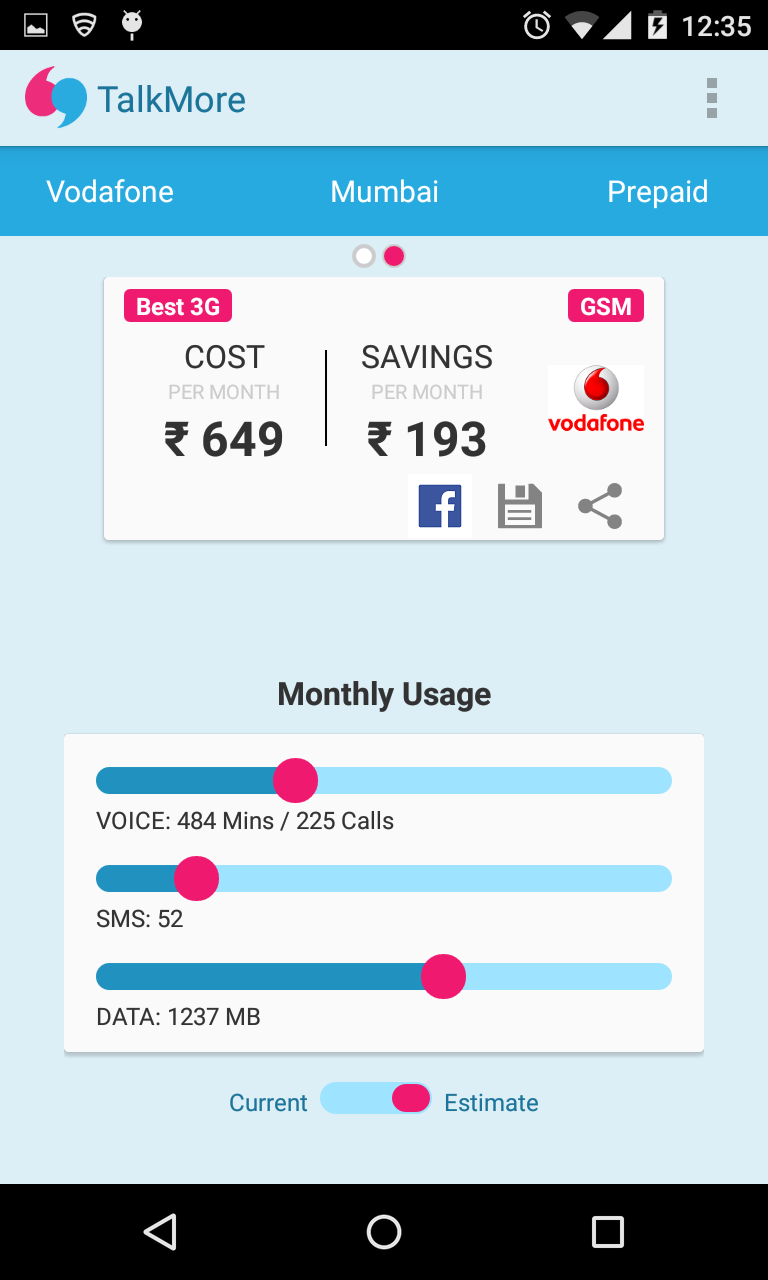 12:35
TalkMore
Vodafone Mumbai Prepaid
Best 3G GSM
COST SAVINGS
PER MONTH PER MONTH
₹ 649 ₹ 193
vodafone
f
Monthly Usage
VOICE: 484 Mins / 225 Calls
SMS: 52
DATA: 1237 MB
Current Estimate